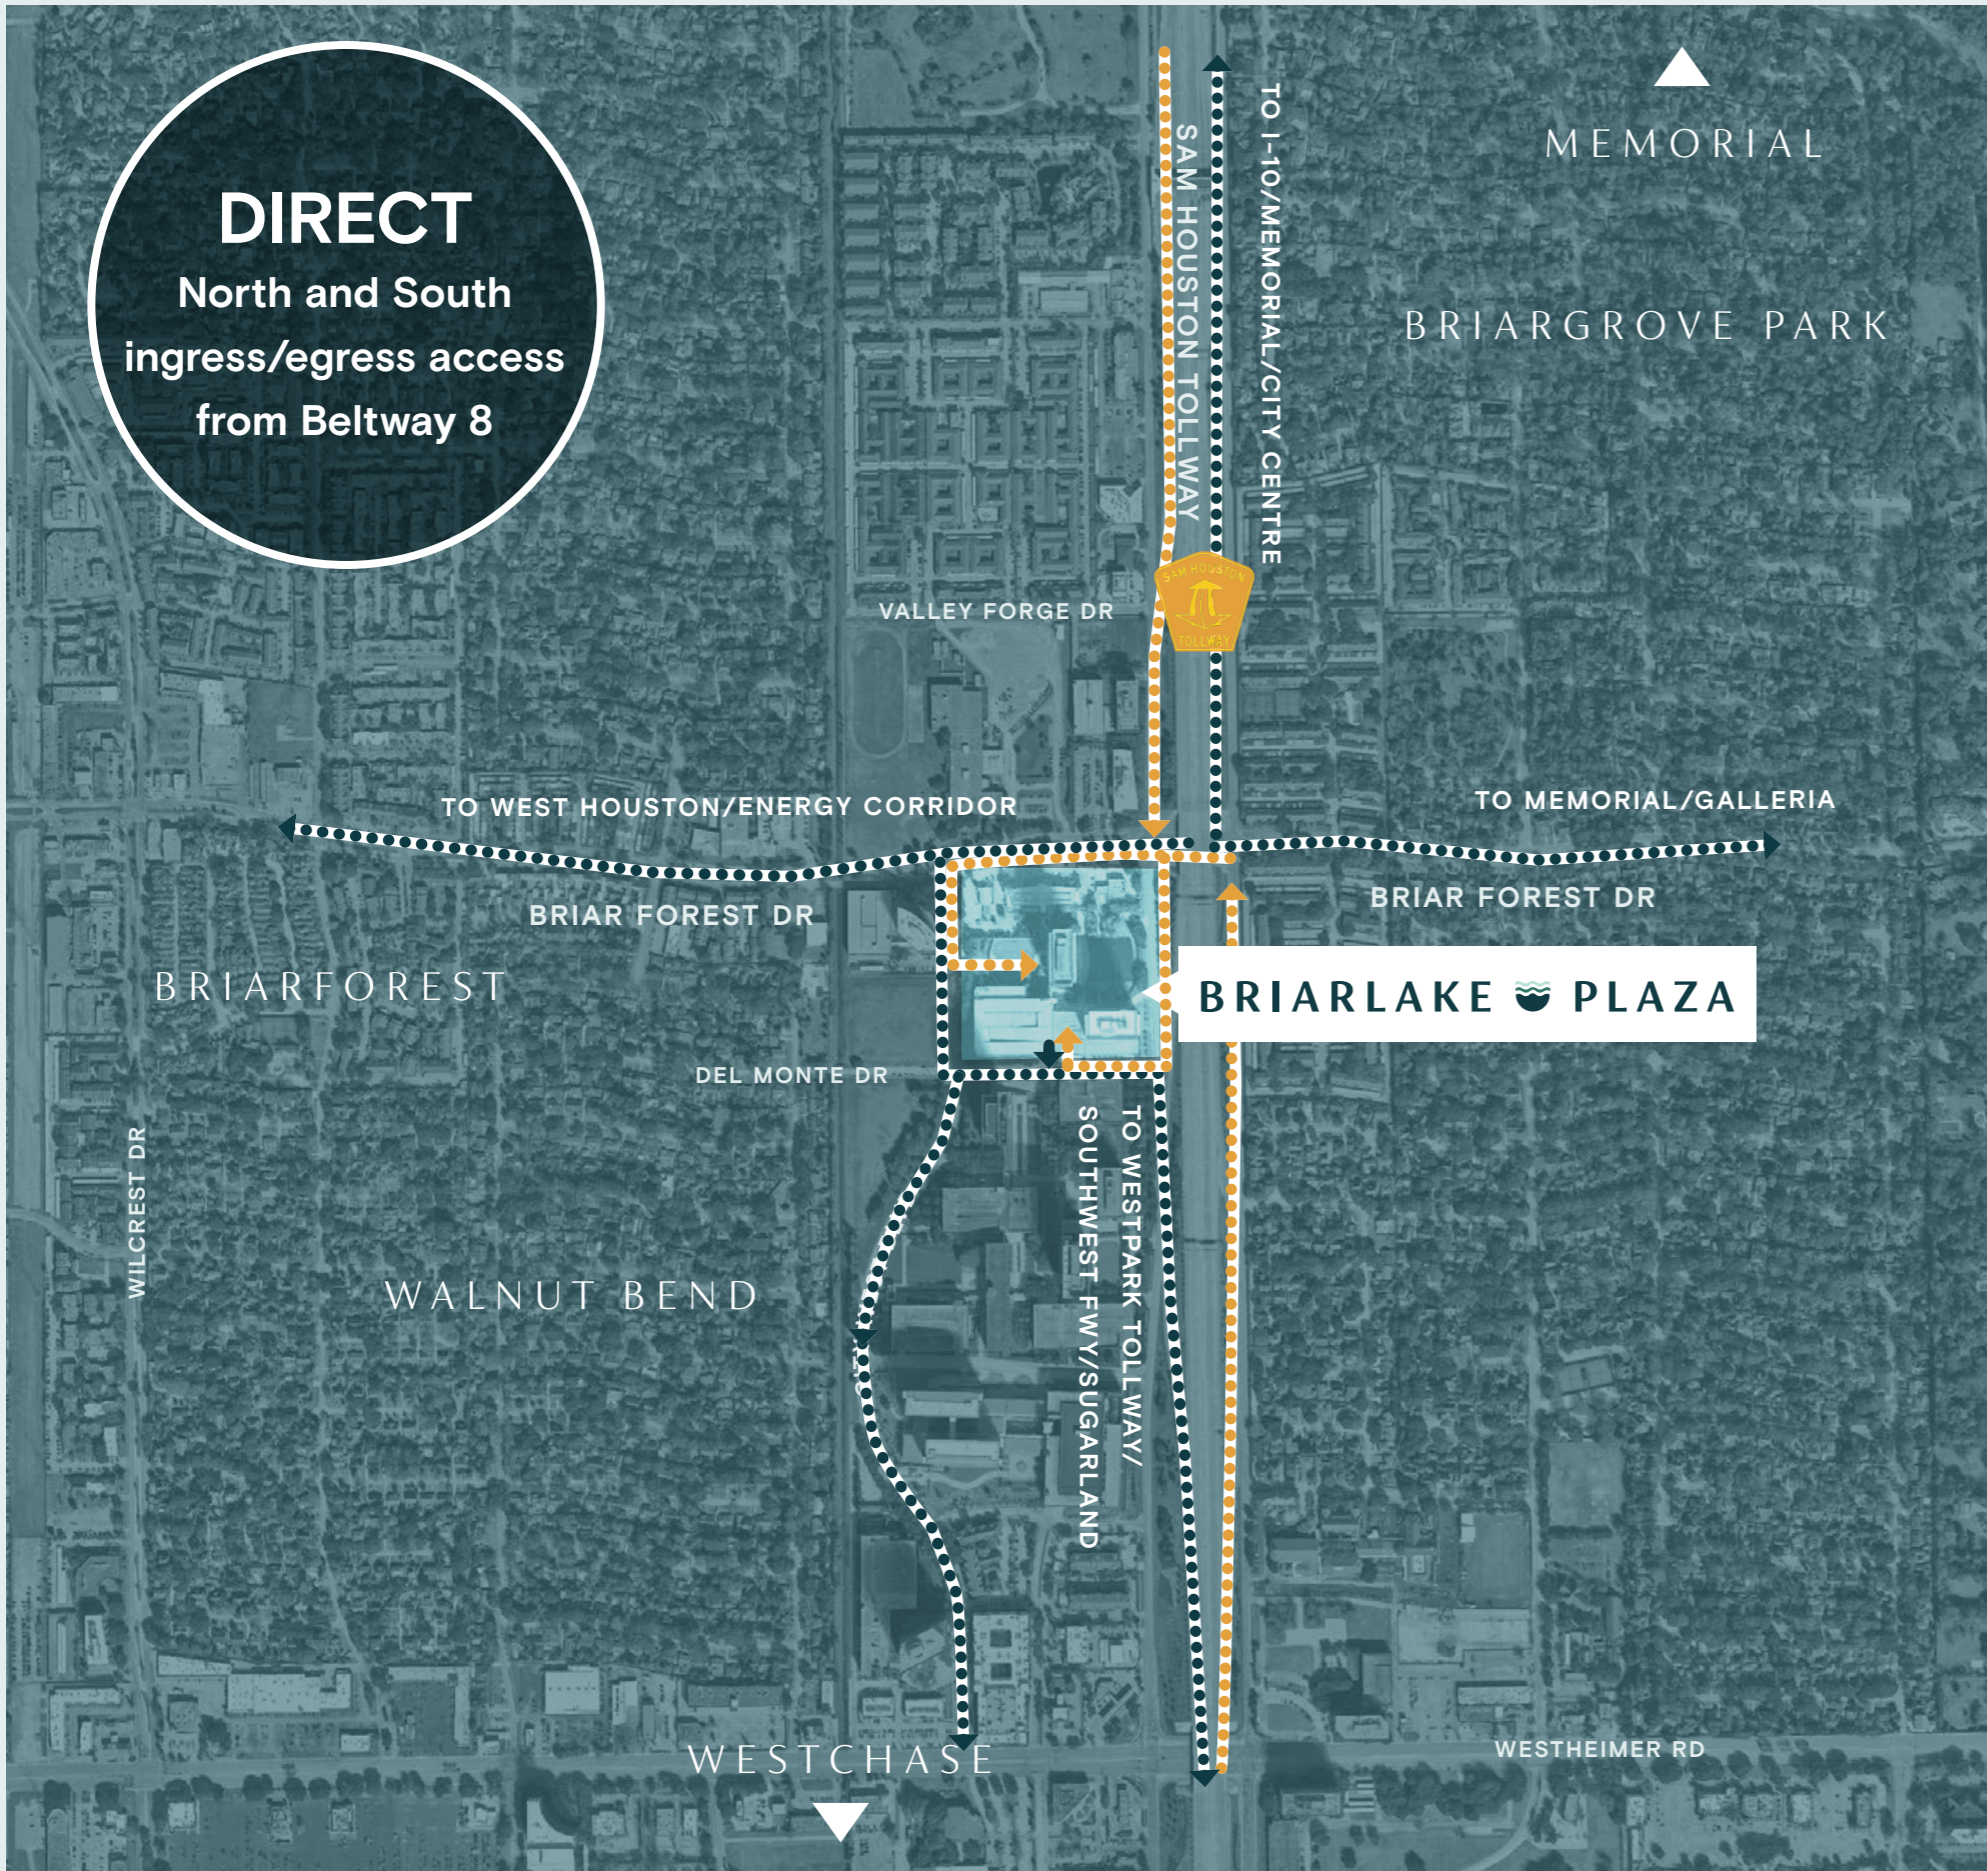 DIRECT
North and South
ingress/egress access
from Beltway 8
MEMORIAL
BRIARGROVE PARK
SAM HOUSTON TOLLWAY
TO I-10/MEMORIAL/CITY CENTRE
SAM HOUSTON
TOLLWAY
VALLEY FORGE DR
TO WEST HOUSTON/ENERGY CORRIDOR
TO MEMORIAL/GALLERIA
BRIAR FOREST DR
BRIAR FOREST DR
BRIARFOREST
BRIARLAKE PLAZA
DEL MONTE DR
WILCREST DR
TO WESTPARK TOLLWAY/
SOUTHWEST FWY/SUGARLAND
WALNUT BEND
WESTCHASE
WESTHEIMER RD